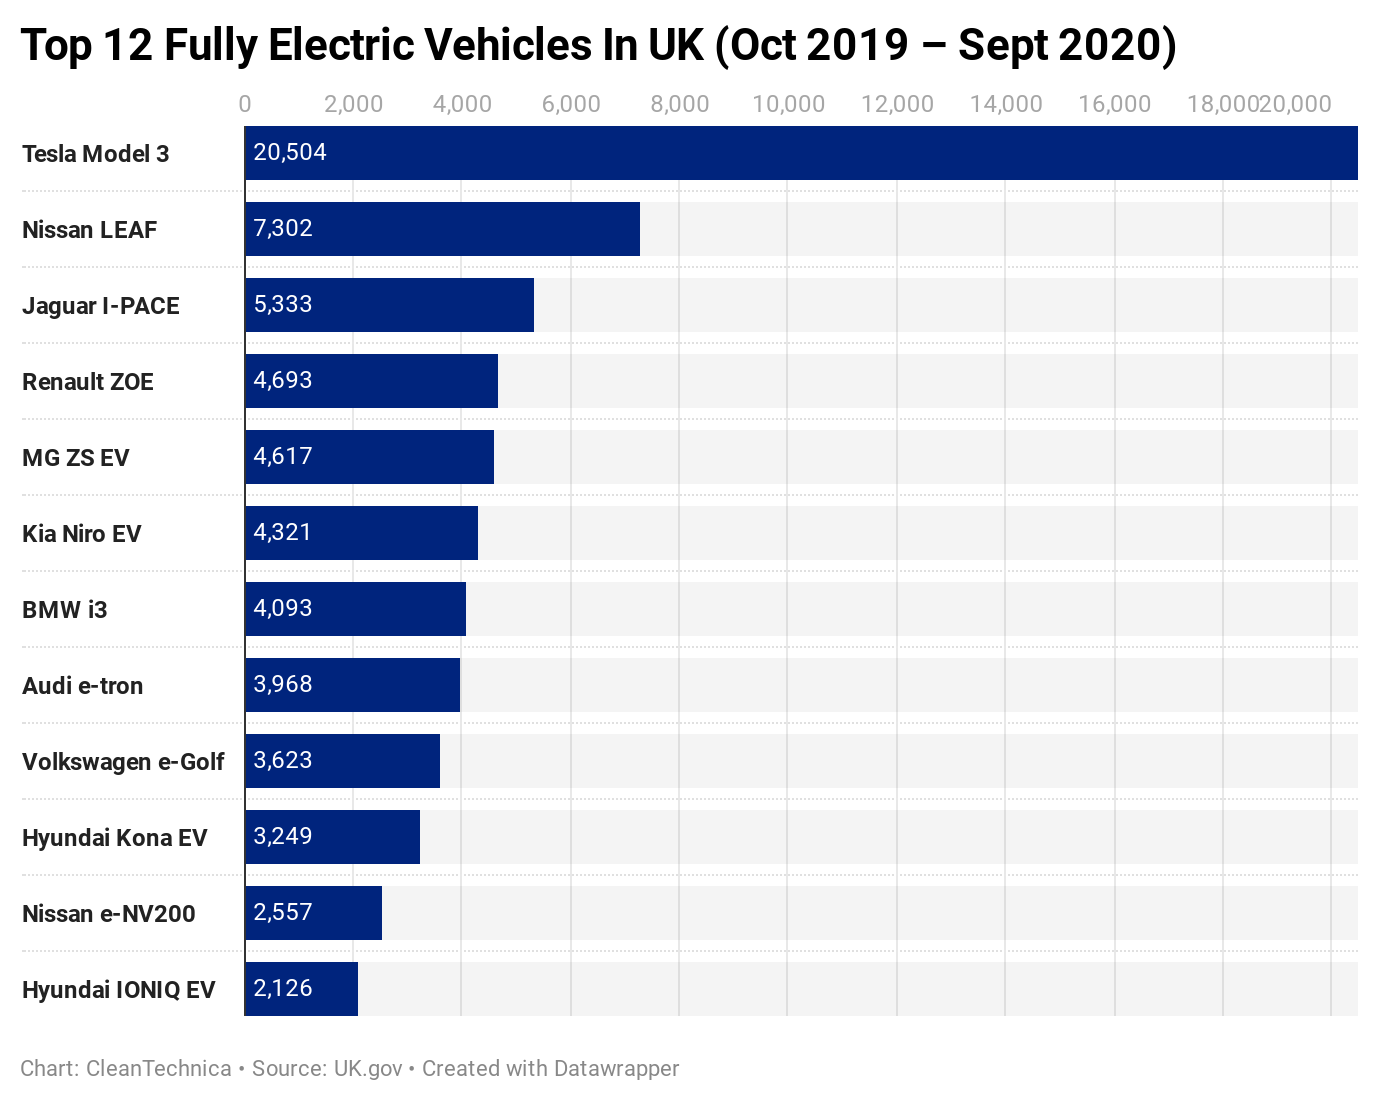 Top 12 Fully Electric Vehicles In UK (Oct 2019 – Sept 2020)
0 2,000 4,000 6,000 8,000 10,000 12,000 14,000 16,000 18,000 20,000
Tesla Model 3 20,504
Nissan LEAF 7,302
Jaguar I-PACE 5,333
Renault ZOE 4,693
MG ZS EV 4,617
Kia Niro EV 4,321
BMW i3 4,093
Audi e-tron 3,968
Volkswagen e-Golf 3,623
Hyundai Kona EV 3,249
Nissan e-NV200 2,557
Hyundai IONIQ EV 2,126
Chart: CleanTechnica • Source: UK.gov • Created with Datawrapper